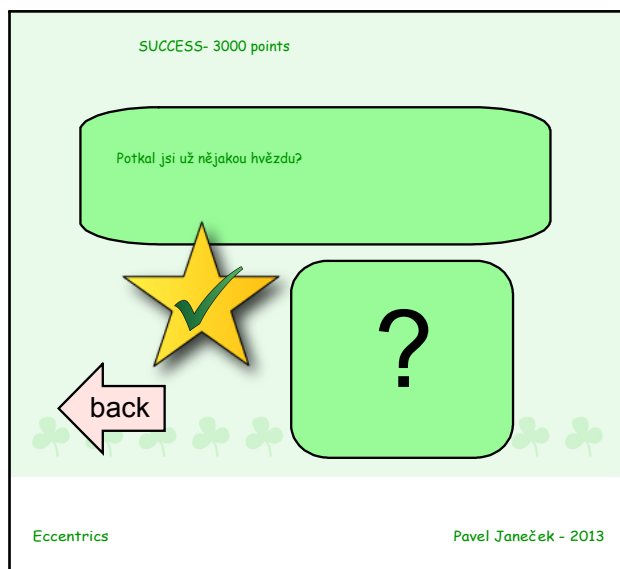 SUCCESS- 3000 points
Potkal jsi už nějakou hvězdu?
?
back
Eccentrics
Pavel Janeček - 2013